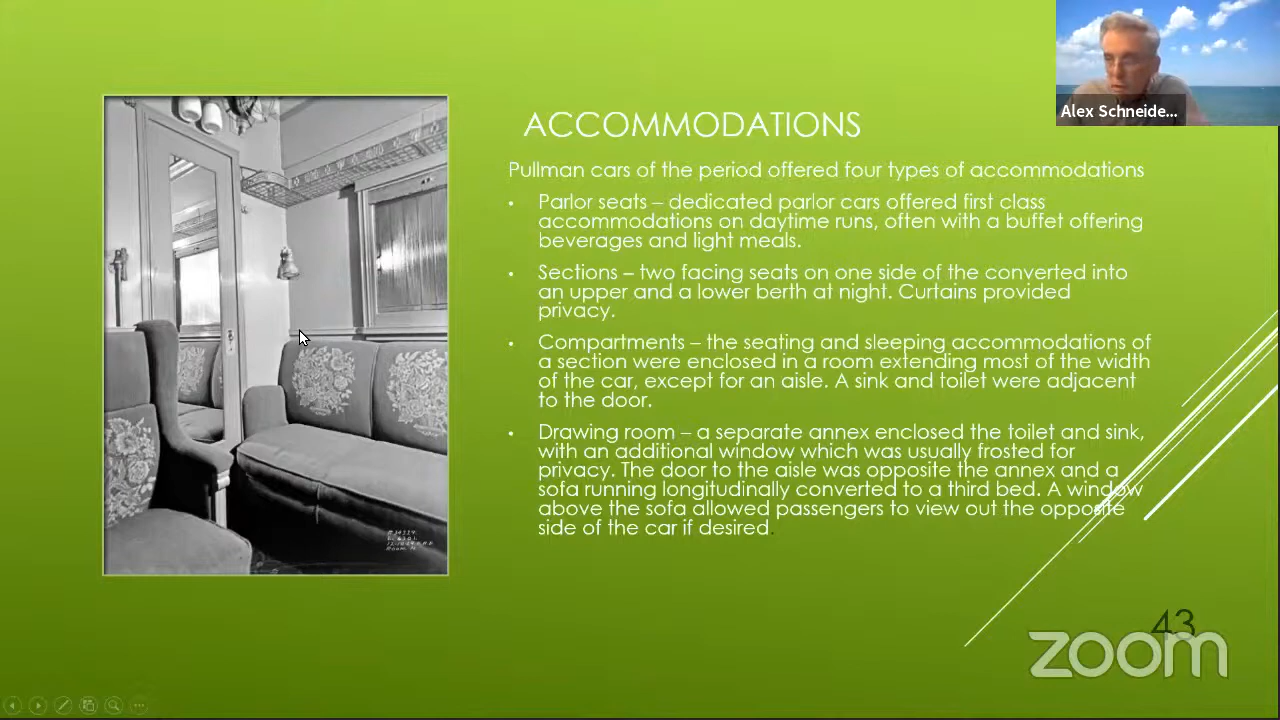 Alex Schneide...
ACCOMMODATIONS
Pullman cars of the period offered four types of accommodations
• Parlor seats – dedicated parlor cars offered first class
accommodations on daytime runs, often with a buffet offering
beverages and light meals.
• Sections – two facing seats on one side of the converted into
an upper and a lower berth at night. Curtains provided
privacy.
• Compartments – the seating and sleeping accommodations of
a section were enclosed in a room extending most of the width
of the car, except for an aisle. A sink and toilet were adjacent
to the door.
• Drawing room – a separate annex enclosed the toilet and sink,
with an additional window which was usually frosted for
privacy. The door to the aisle was opposite the annex and a
sofa running longitudinally converted to a third bed. A window
above the sofa allowed passengers to view out the opposite
side of the car if desired.
43
zoom